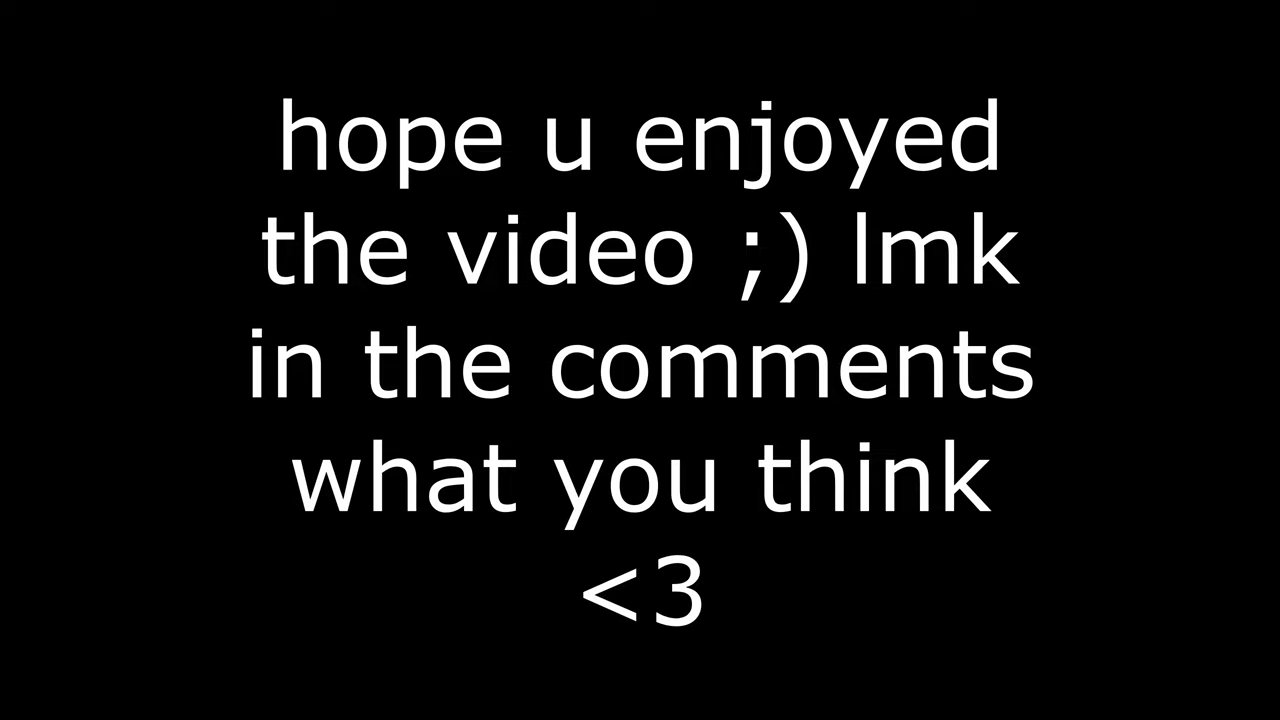 hope u enjoyed
the video ;) lmk
in the comments
what you think
<3